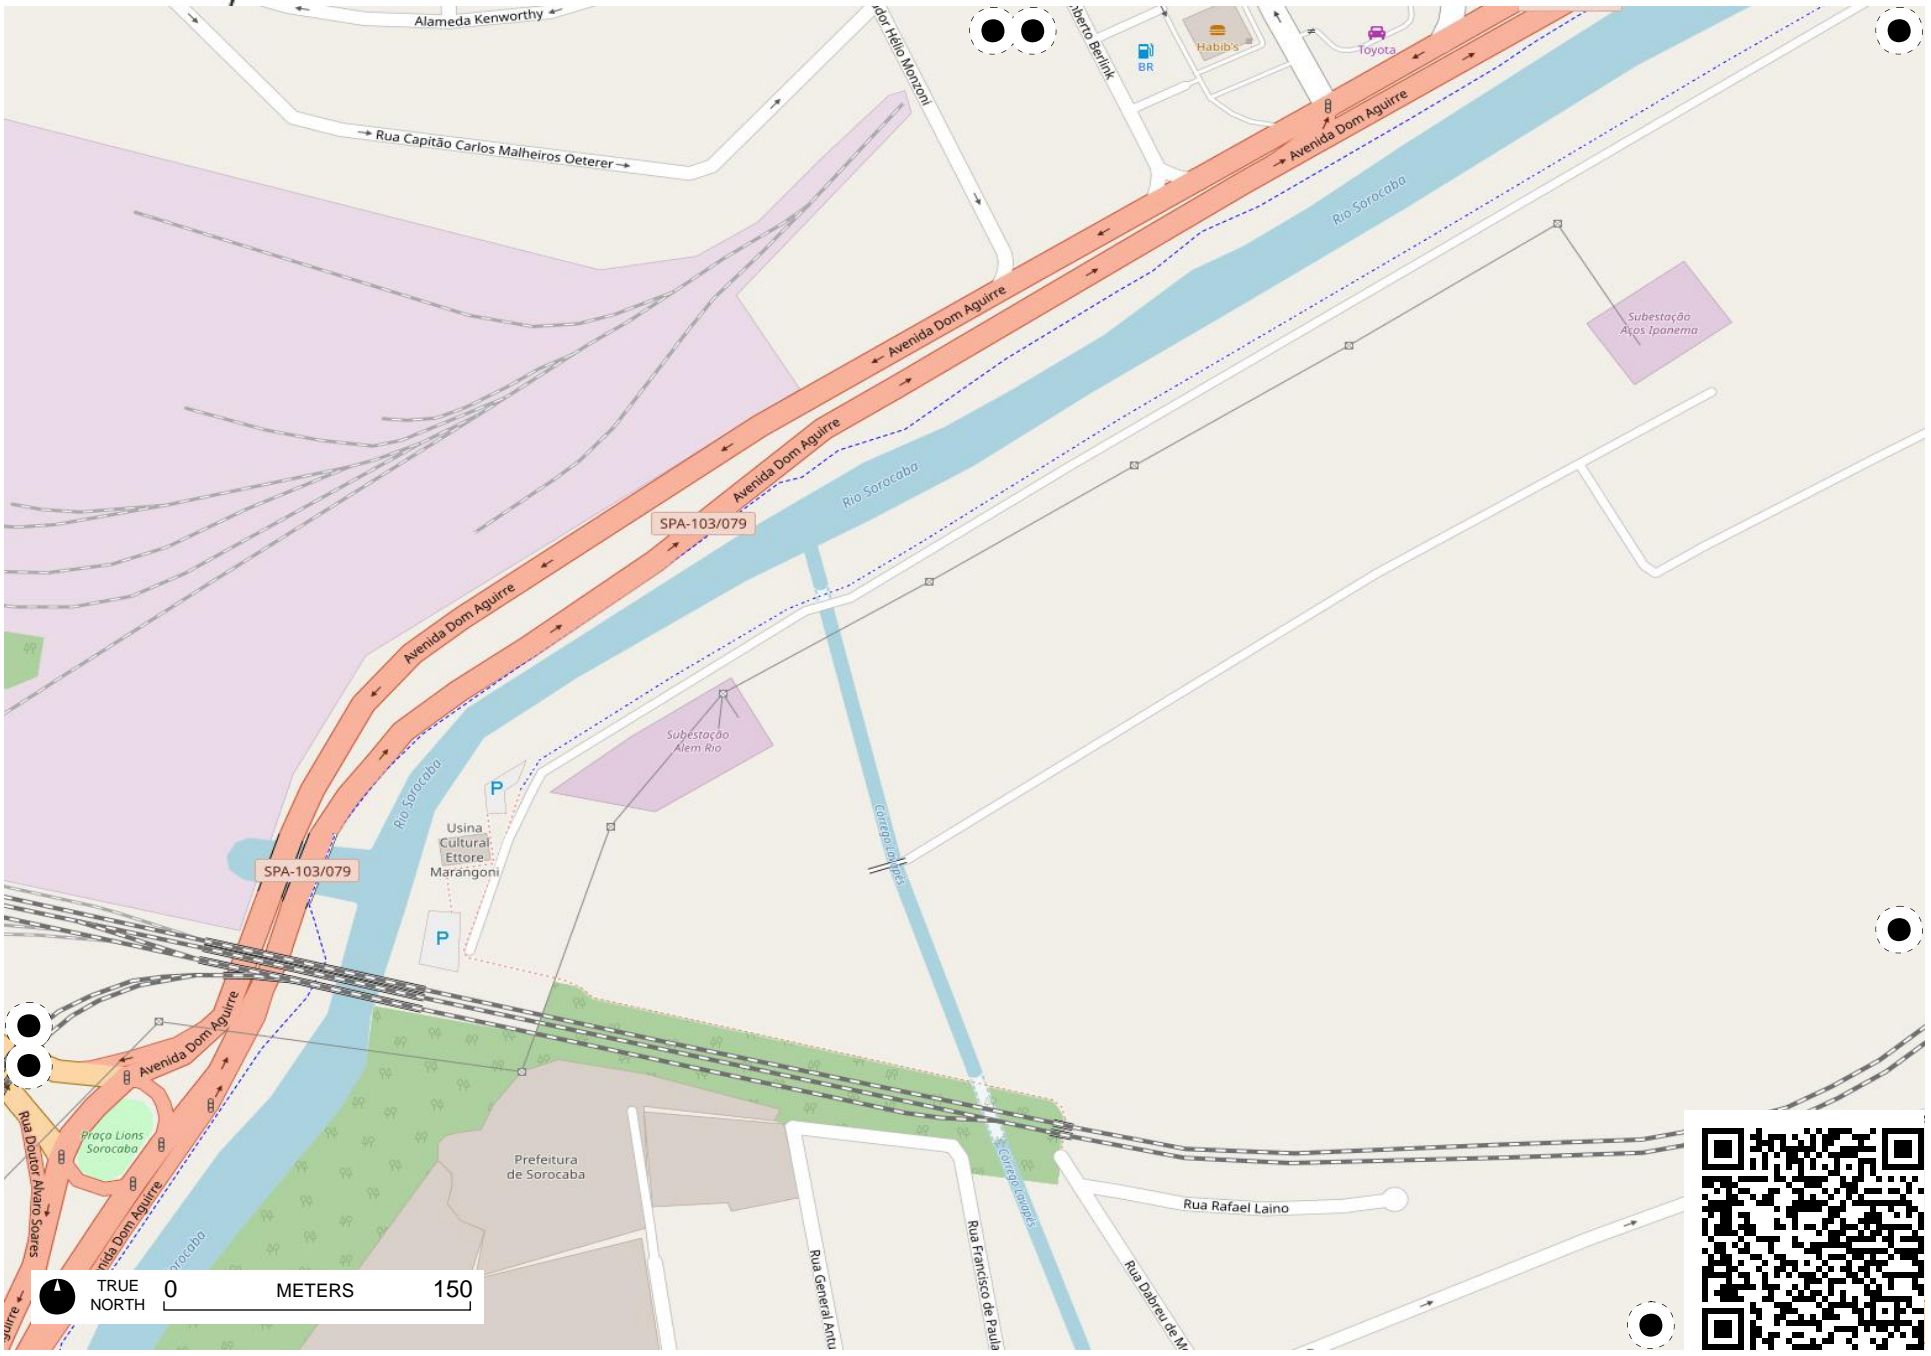 Alameda Kenworthy
dor Hélio Monzoni
berto Berlink
Habib's
BR
Toyota
Rua Capitão Carlos Malheiros Oeterer
Avenida Dom Aguirre
Rio Sorocaba
Avenida Dom Aguirre
Subestação
Aços Ipanema
Avenida Dom Aguirre
Rio Sorocaba
SPA-103/079
Avenida Dom Aguirre
Subestação
Alem Rio
Rio Sorocaba
P
Usina
Cultural
Ettore
Marangoni
Córrego Lavapés
SPA-103/079
P
Avenida Dom Aguirre
Praça Lions
Sorocaba
Rua Doutor Álvaro Soares
nida Dom Aguirre
orocaba
guirre
Prefeitura
de Sorocaba
Córrego Lavapés
Rua Rafael Laino
Rua General Antu
Rua Francisco de Paula
Rua Dabreu de M
TRUE
NORTH
0 METERS 150